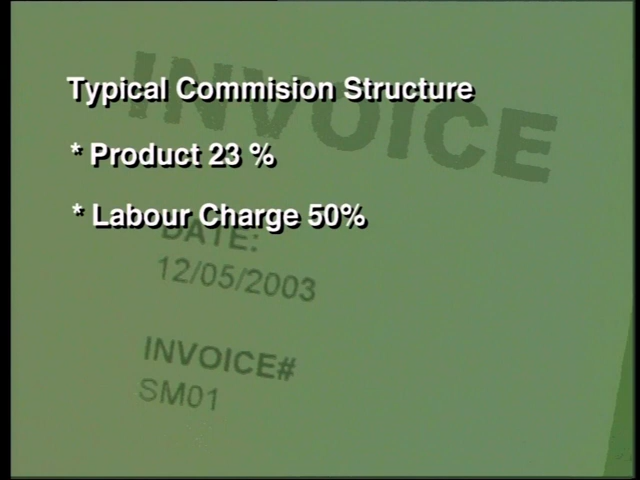 INVOICE
Typical Commision Structure
* Product 23 %
* Labour Charge 50%
DATE:
12/05/2003
INVOICE#
SM01